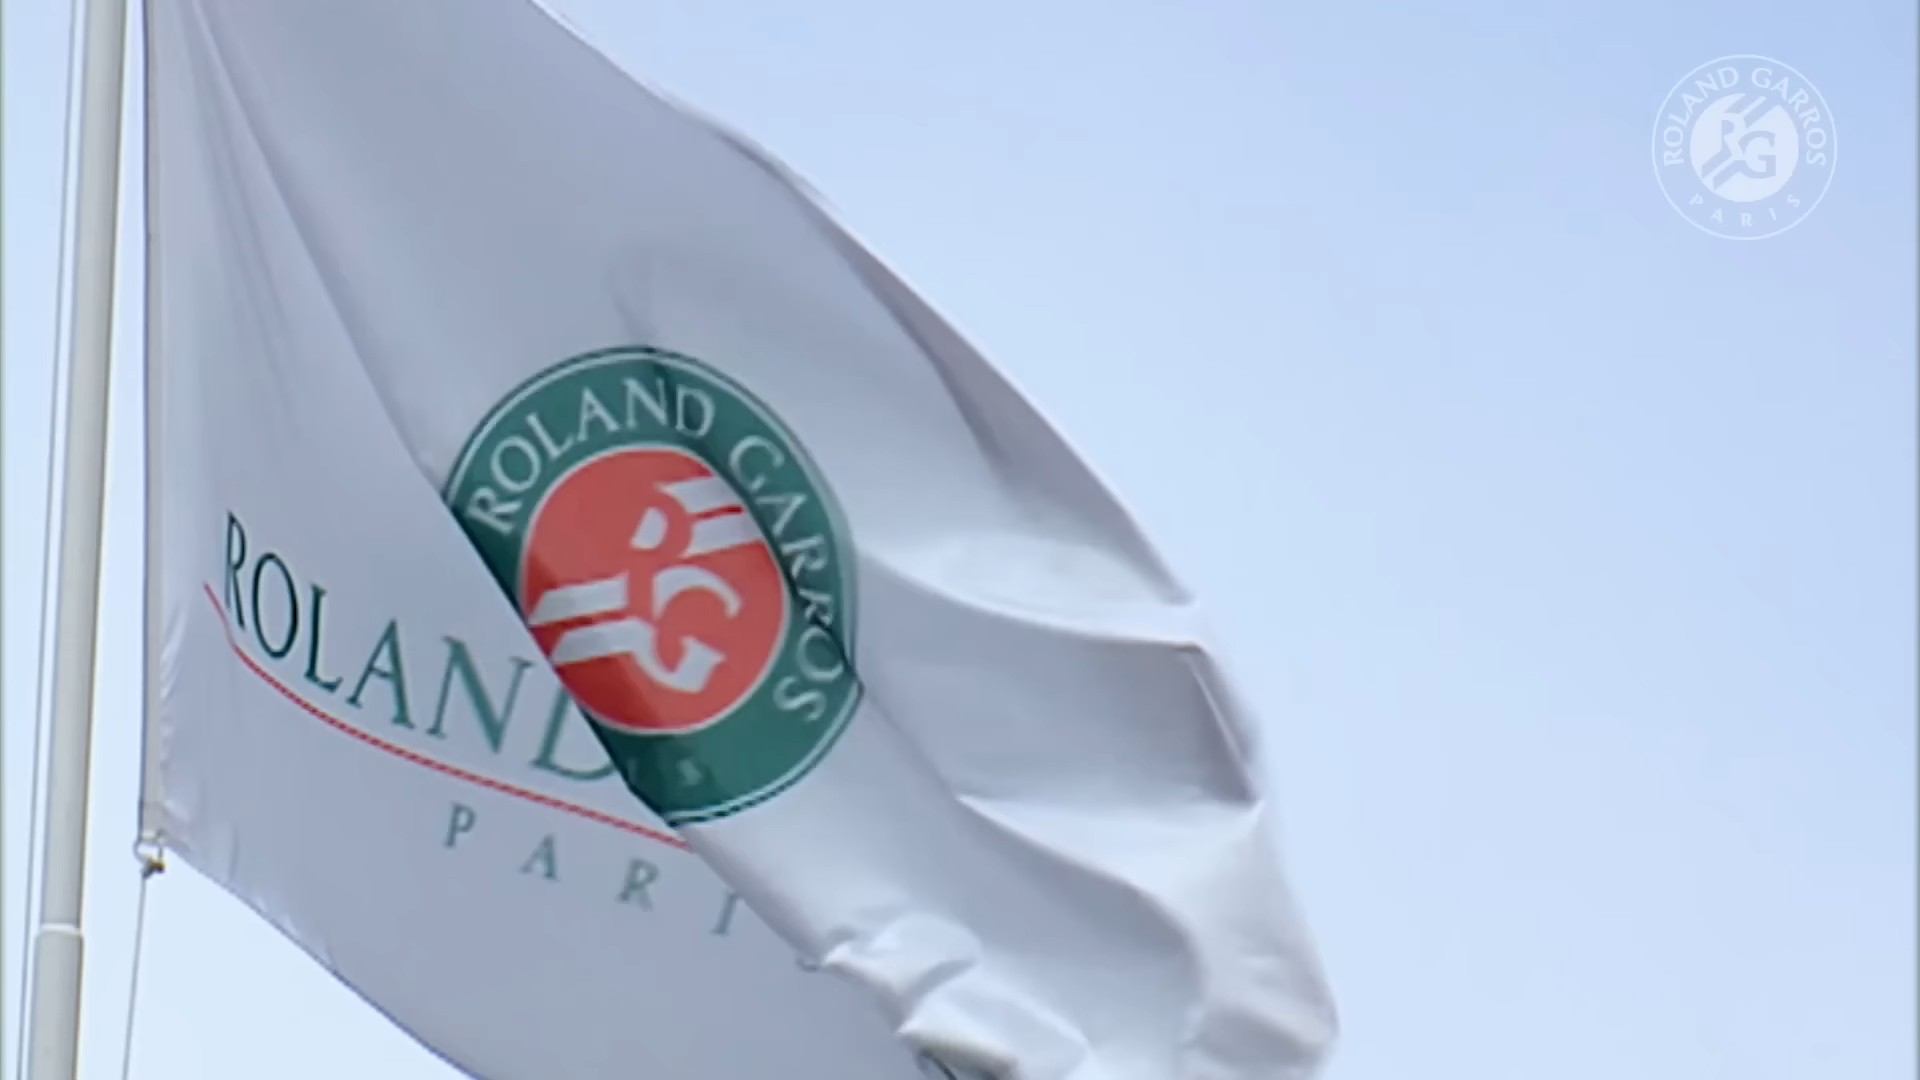 ROLAND GARROS
RG
PARIS
ROLAND GARROS
RG
ROLAND
PARI